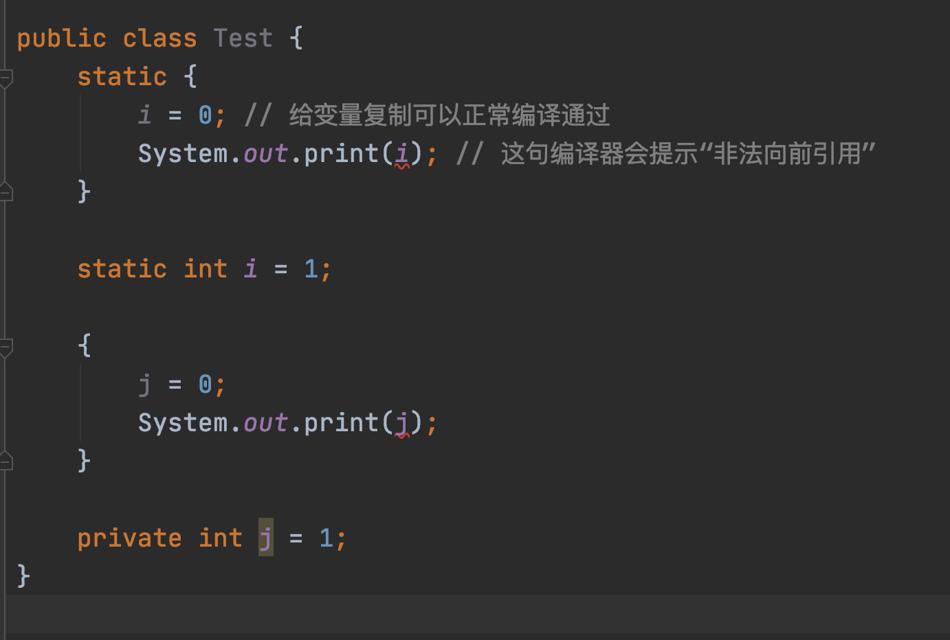 public class Test {
    static {
        i = 0; // 给变量复制可以正常编译通过
        System.out.print(i); // 这句编译器会提示“非法向前引用”
    }
    static int i = 1;
    {
        j = 0;
        System.out.print(j);
    }
    private int j = 1;
}